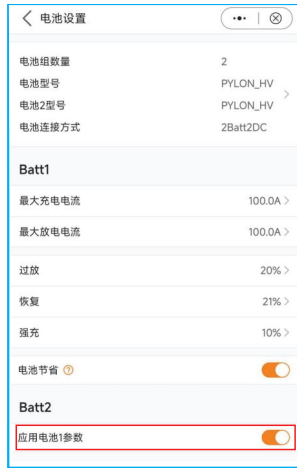 电池设置
电池组数量 2
电池型号 PYLON_HV
电池2型号 PYLON_HV
电池连接方式 2Batt2DC
Batt1
最大充电电流 100.0A
最大放电电流 100.0A
过放 20%
恢复 21%
强充 10%
电池节省
Batt2
应用电池1参数